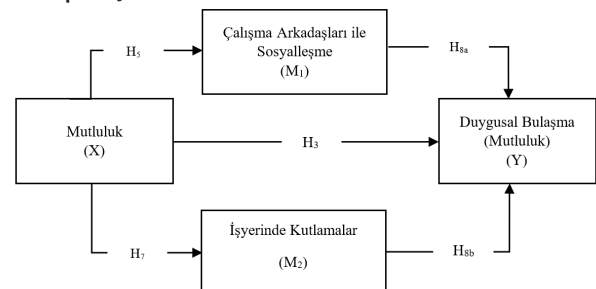 Çalışma Arkadaşları ile
Sosyalleşme
(M₁)
H₅
H₈ₐ
Mutluluk
(X)
H₃
Duygusal Bulaşma
(Mutluluk)
(Y)
İşyerinde Kutlamalar
(M₂)
H₇
H₈b